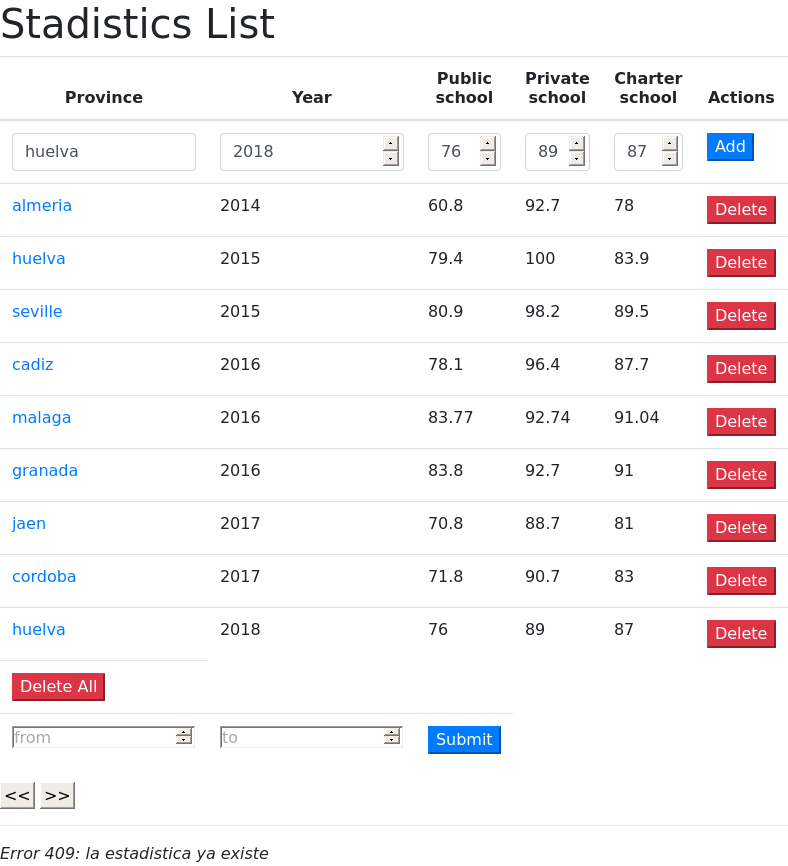 Stadistics List
Province Year Public school Private school Charter school Actions
huelva 2018 76 89 87 Add
almeria 2014 60.8 92.7 78 Delete
huelva 2015 79.4 100 83.9 Delete
seville 2015 80.9 98.2 89.5 Delete
cadiz 2016 78.1 96.4 87.7 Delete
malaga 2016 83.77 92.74 91.04 Delete
granada 2016 83.8 92.7 91 Delete
jaen 2017 70.8 88.7 81 Delete
cordoba 2017 71.8 90.7 83 Delete
huelva 2018 76 89 87 Delete
Delete All
from to Submit
<< >>
Error 409: la estadistica ya existe